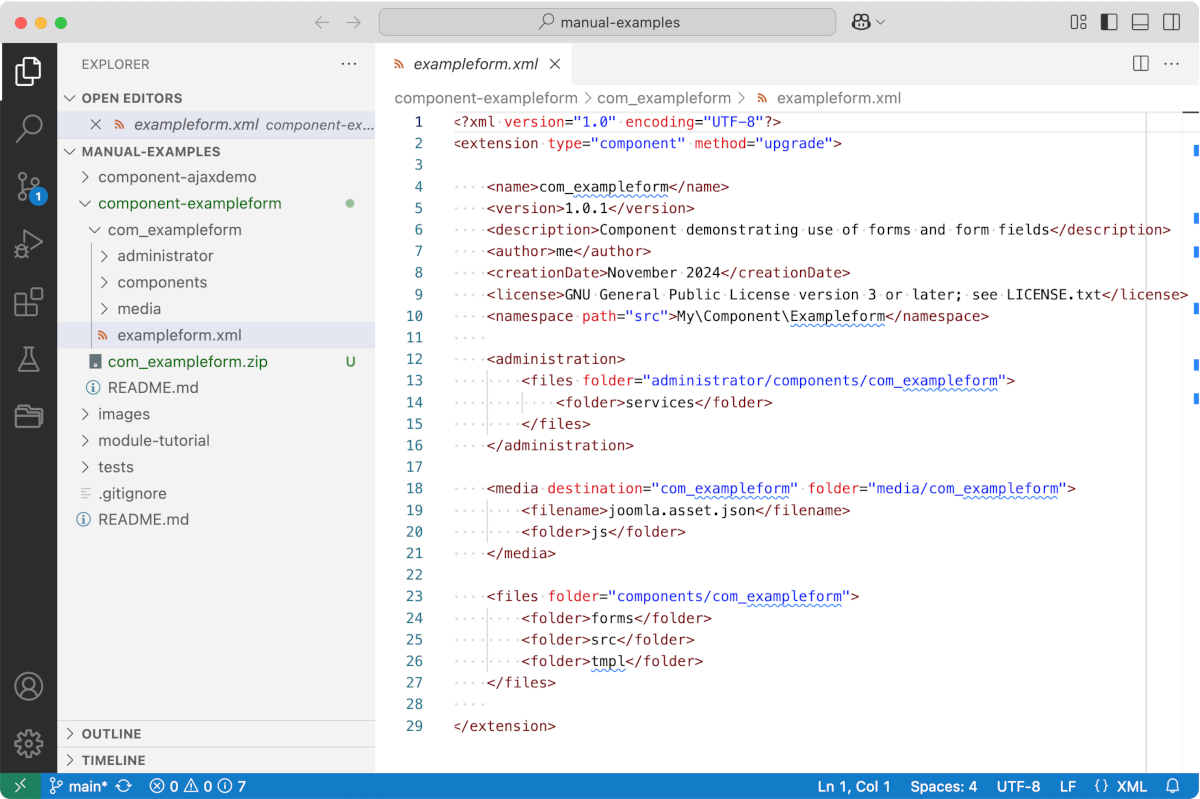 manual-examples
EXPLORER
OPEN EDITORS
exampleform.xml component-ex...
MANUAL-EXAMPLES
component-ajaxdemo
component-exampleform
com_exampleform
administrator
components
media
exampleform.xml
com_exampleform.zip U
README.md
images
module-tutorial
tests
.gitignore
README.md
OUTLINE
TIMELINE
1
exampleform.xml
component-exampleform > com_exampleform > exampleform.xml
1 <?xml version="1.0" encoding="UTF-8"?>
2 <extension type="component" method="upgrade">
3
4     <name>com_exampleform</name>
5     <version>1.0.1</version>
6     <description>Component demonstrating use of forms and form fields</description>
7     <author>me</author>
8     <creationDate>November 2024</creationDate>
9     <license>GNU General Public License version 3 or later; see LICENSE.txt</license>
10     <namespace path="src">My\Component\Exampleform</namespace>
11
12     <administration>
13         <files folder="administrator/components/com_exampleform">
14             <folder>services</folder>
15         </files>
16     </administration>
17
18     <media destination="com_exampleform" folder="media/com_exampleform">
19         <filename>joomla.asset.json</filename>
20         <folder>js</folder>
21     </media>
22
23     <files folder="components/com_exampleform">
24         <folder>forms</folder>
25         <folder>src</folder>
26         <folder>tmpl</folder>
27     </files>
28
29 </extension>
main* 0 0 7 Ln 1, Col 1 Spaces: 4 UTF-8 LF {} XML